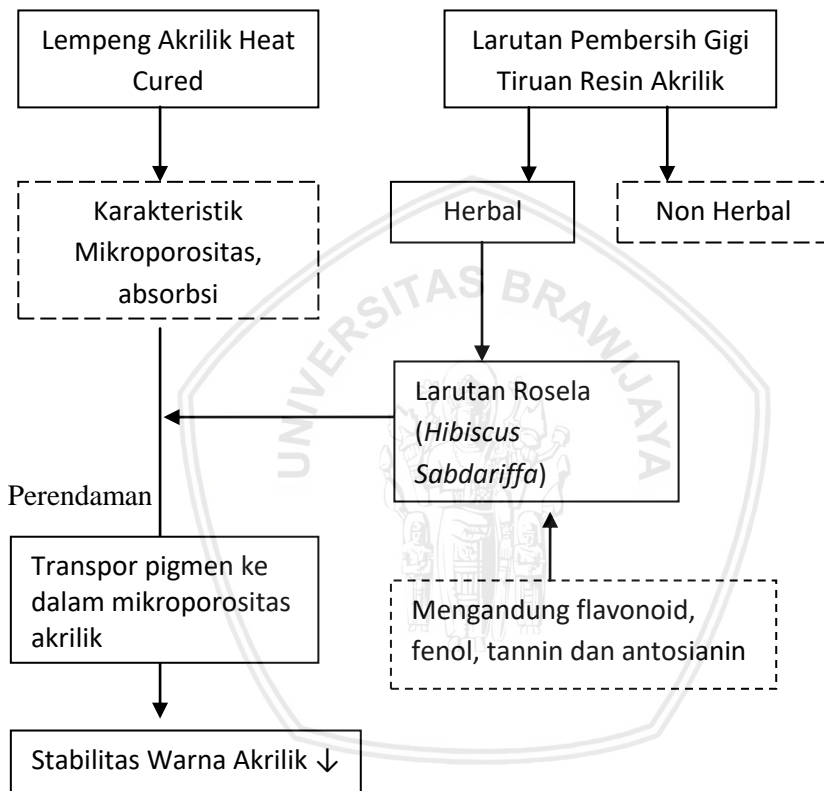 Lempeng Akrilik Heat
Cured
Larutan Pembersih Gigi
Tiruan Resin Akrilik
Karakteristik
Mikroporositas,
absorbsi
Herbal
Non Herbal
UNIVERSITAS BRAWIJAYA
Larutan Rosela
(Hibiscus
Sabdariffa)
Perendaman
Transpor pigmen ke
dalam mikroporositas
akrilik
Mengandung flavonoid,
fenol, tannin dan antosianin
Stabilitas Warna Akrilik ↓